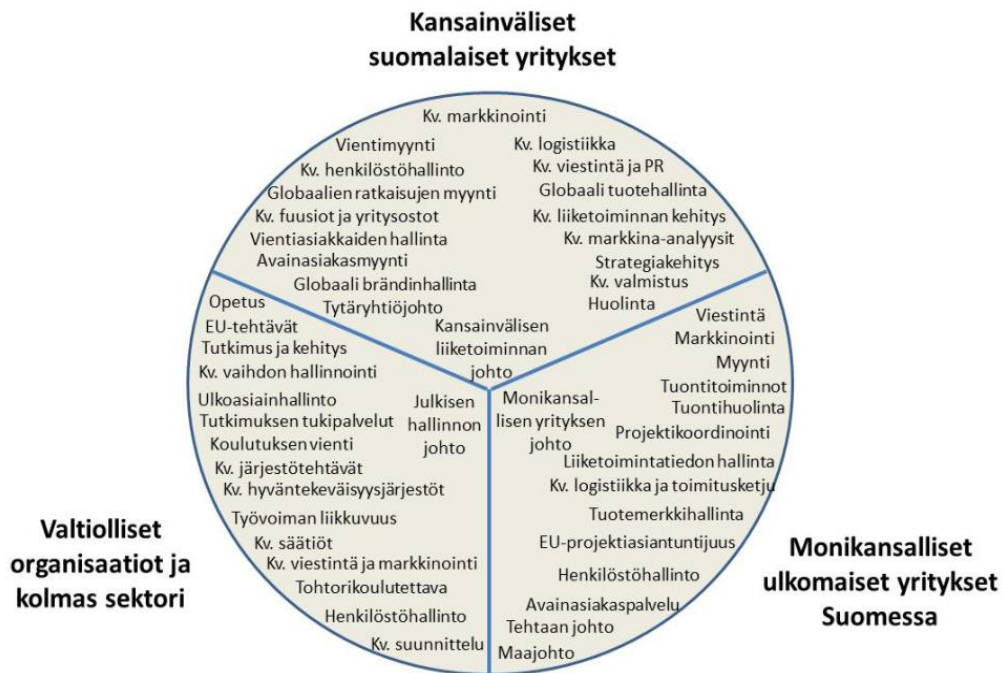 Kansainväliset
suomalaiset yritykset
Kv. markkinointi
Vientimyynti
Kv. henkilöstöhallinto
Globaalien ratkaisujen myynti
Kv. fuusiot ja yritysostot
Vientiasiakkaiden hallinta
Avainasiakasmyynti
Globaali brändinhallinta
Tytäryhtiöjohto
Kv. logistiikka
Kv. viestintä ja PR
Globaali tuotehallinta
Kv. liiketoiminnan kehitys
Kv. markkina-analyysit
Strategiakehitys
Kv. valmistus
Huolinta
Kansainvälisen
liiketoiminnan
johto
Opetus
EU-tehtävät
Tutkimus ja kehitys
Kv. vaihdon hallinnointi
Ulkoasiainhallinto
Tutkimuksen tukipalvelut
Koulutuksen vienti
Kv. järjestötehtävät
Kv. hyväntekeväisyysjärjestöt
Työvoiman liikkuvuus
Kv. säätiöt
Kv. viestintä ja markkinointi
Tohtorikoulutettava
Henkilöstöhallinto
Kv. suunnittelu
Julkisen
hallinnon
johto
Monikansal-
lisen yrityksen
johto
Viestintä
Markkinointi
Myynti
Tuontitoiminnot
Tuontihuolinta
Projektikoordinointi
Liiketoimintatiedon hallinta
Kv. logistiikka ja toimitusketju
Tuotemerkkihallinta
EU-projektiasiantuntijuus
Henkilöstöhallinto
Avainasiakaspalvelu
Tehtaan johto
Maajohto
Valtiolliset
organisaatiot ja
kolmas sektori
Monikansalliset
ulkomaiset yritykset
Suomessa